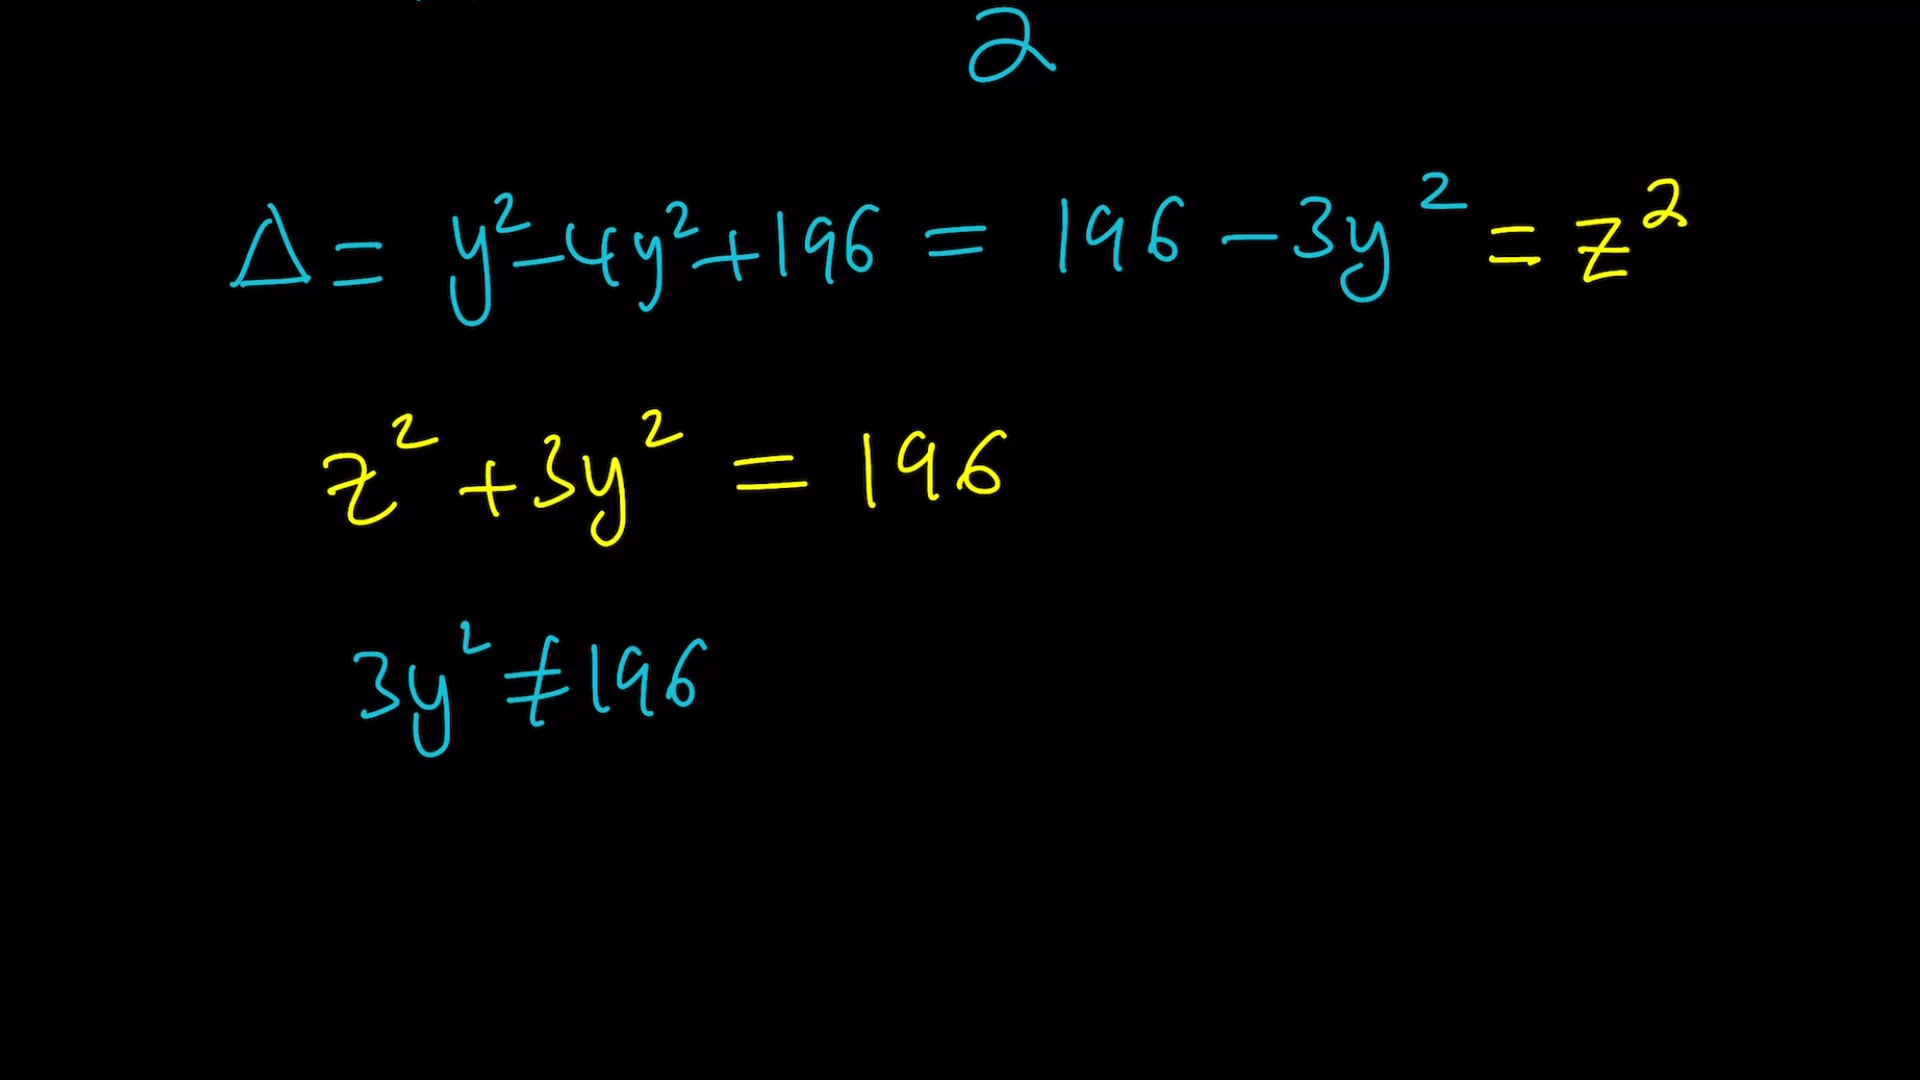 2
Δ = y²-4y²+196 = 196-3y² = z²
z²+3y² = 196
3y² ≠ 196